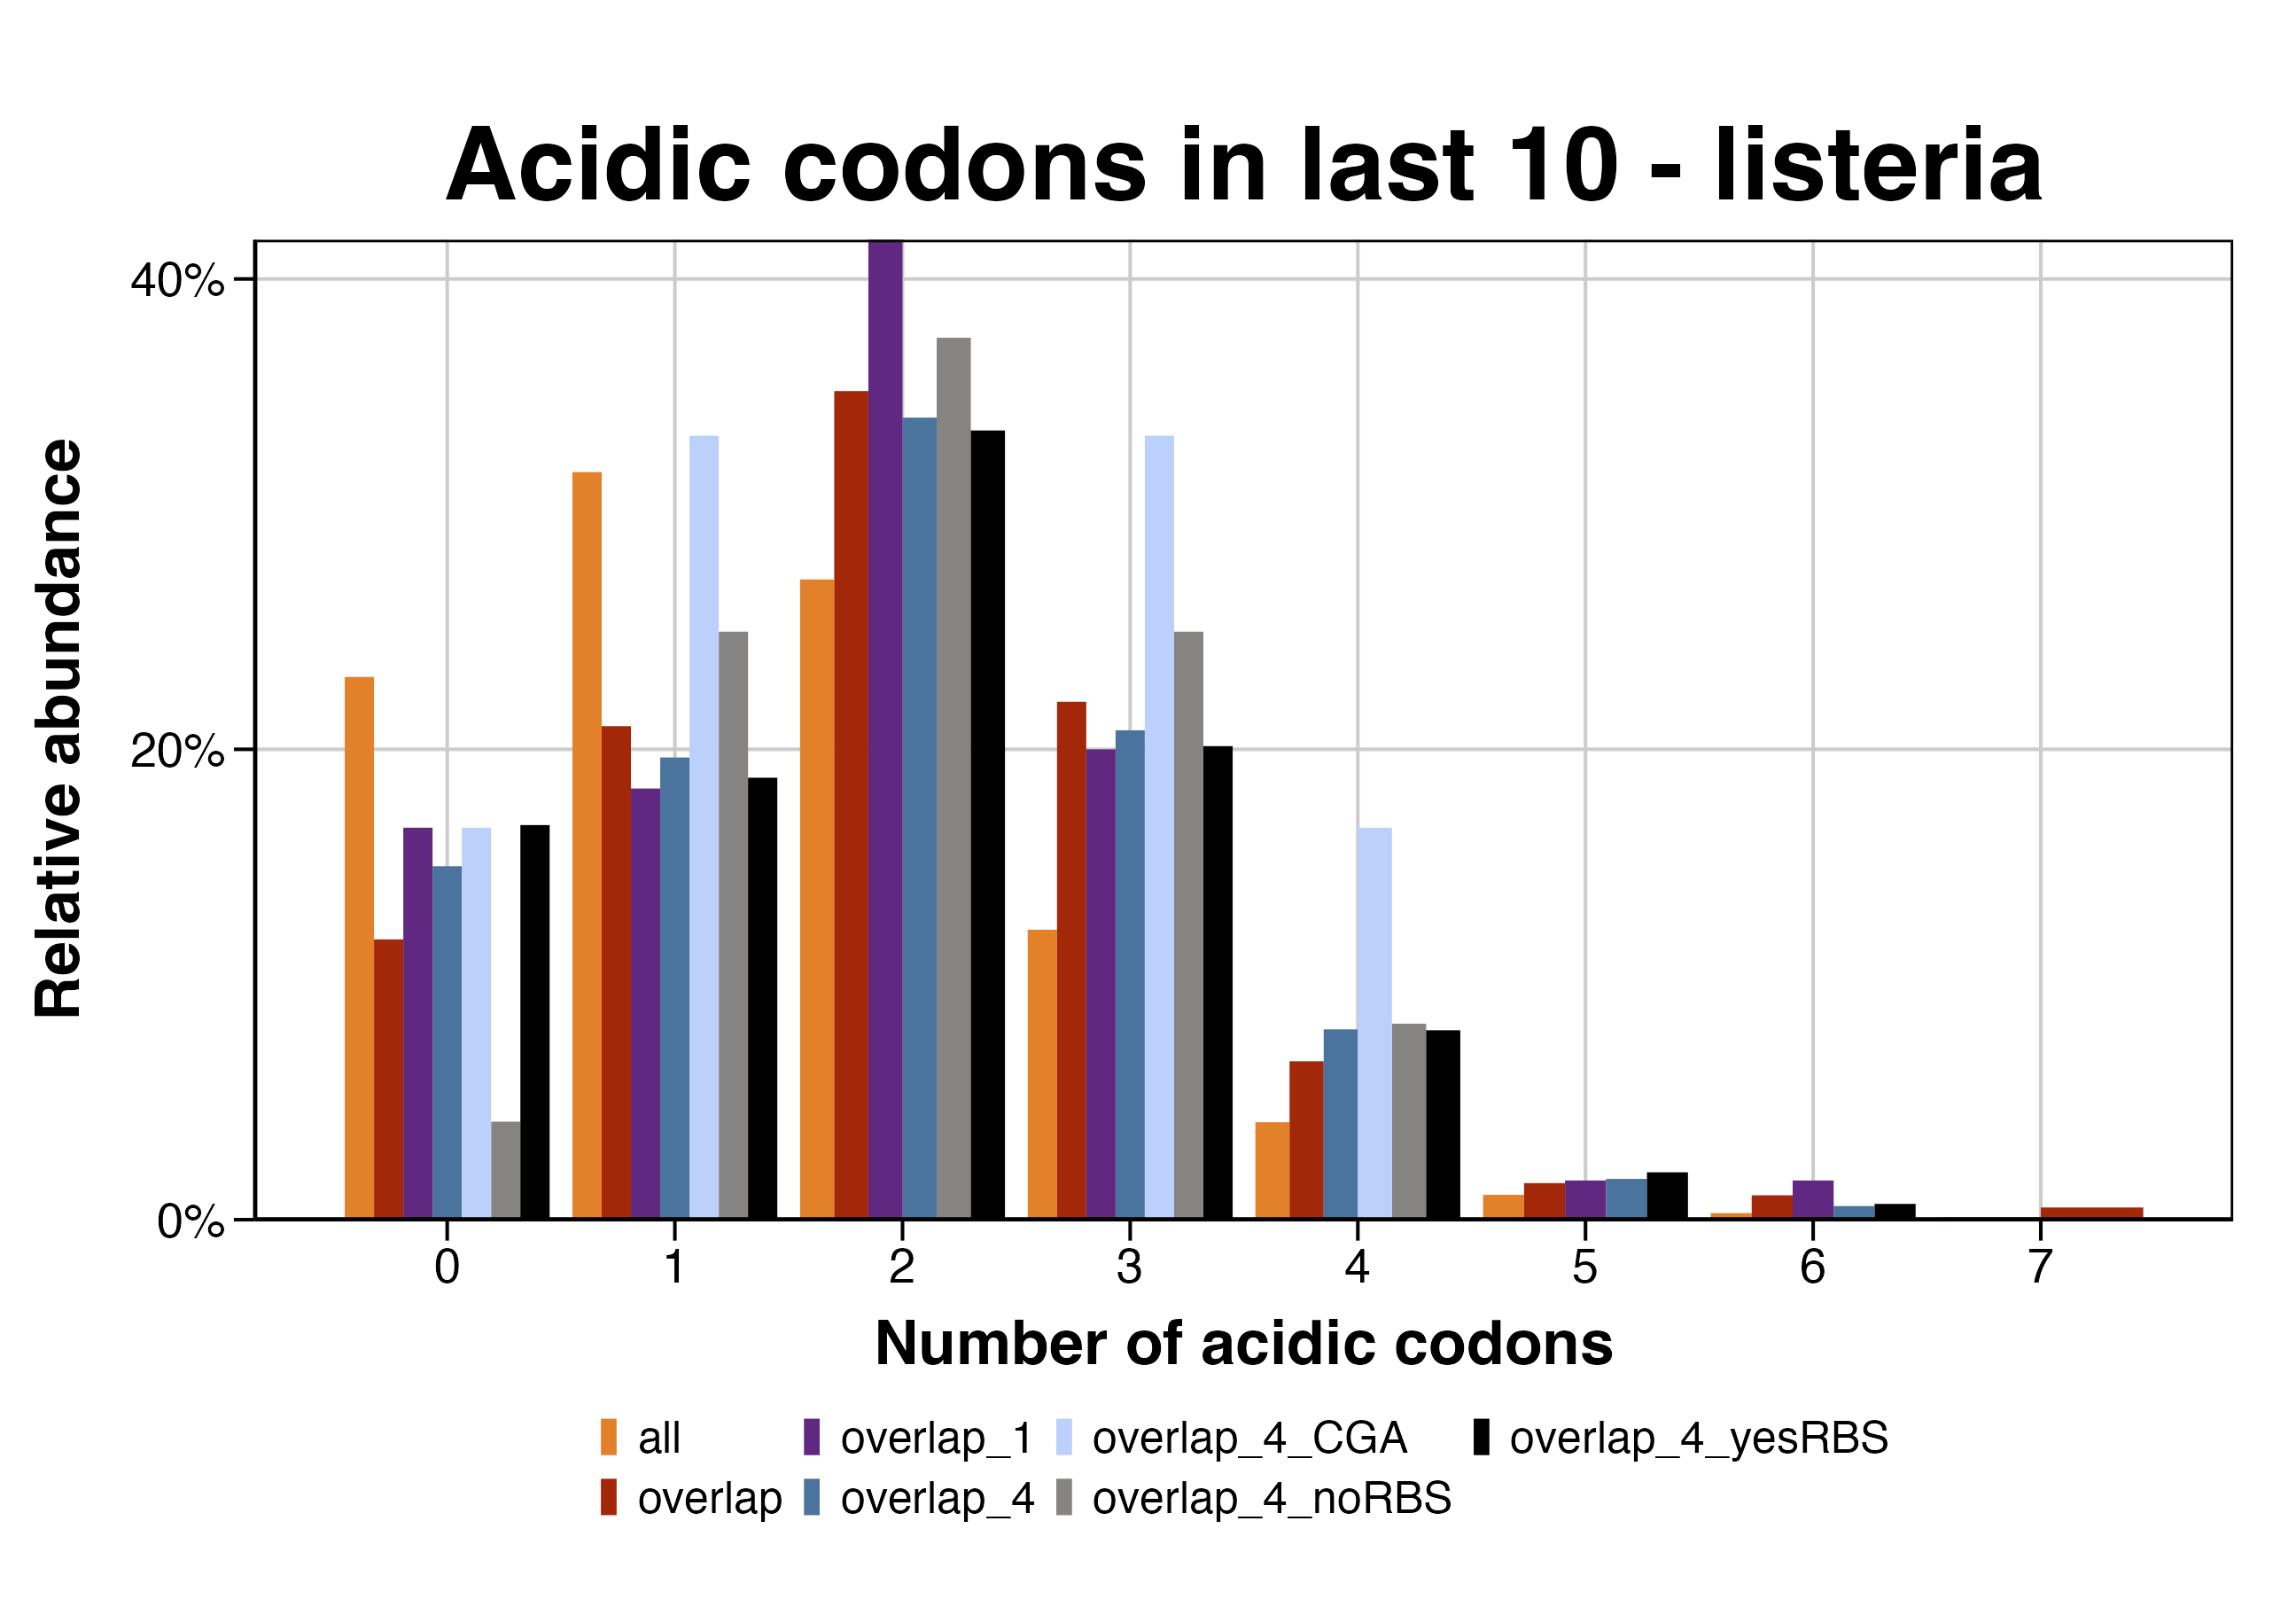 Acidic codons in last 10 - listeria
Relative abundance
40%
20%
0%
0 1 2 3 4 5 6 7
Number of acidic codons
all overlap_1 overlap_4_CGA overlap_4_yesRBS
overlap overlap_4 overlap_4_noRBS